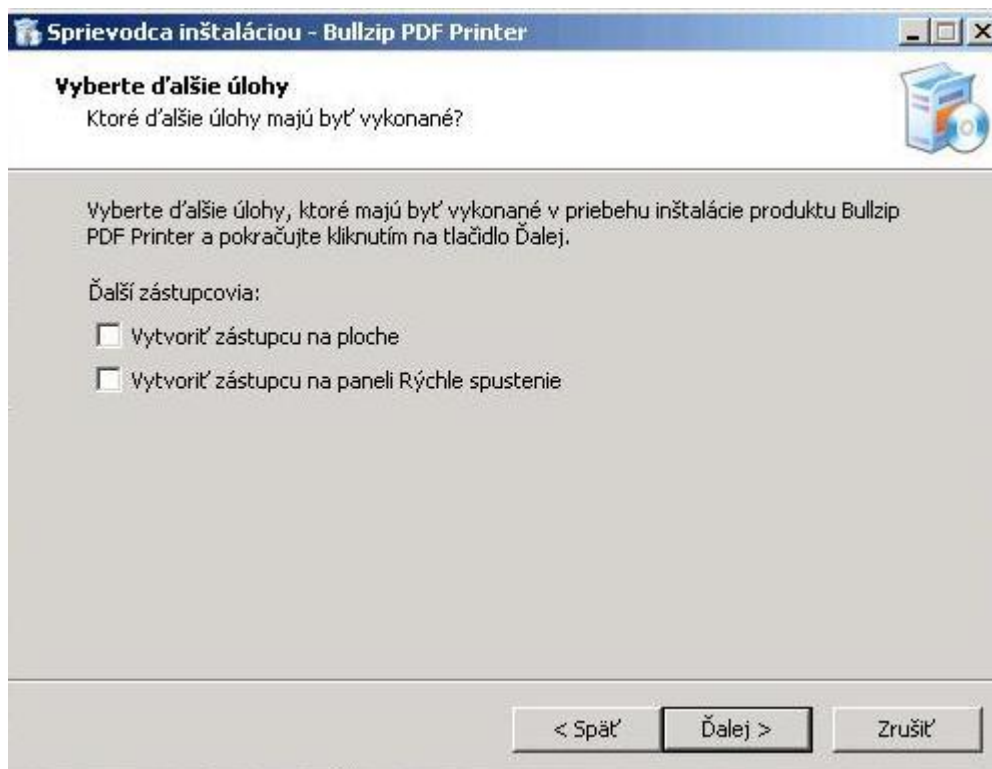 Sprievodca inštaláciou - Bullzip PDF Printer
Vyberte ďalšie úlohy
Ktoré ďalšie úlohy majú byť vykonané?
Vyberte ďalšie úlohy, ktoré majú byť vykonané v priebehu inštalácie produktu Bullzip
PDF Printer a pokračujte kliknutím na tlačidlo Ďalej.
Ďalší zástupcovia:
Vytvoriť zástupcu na ploche
Vytvoriť zástupcu na paneli Rýchle spustenie
< Späť
Ďalej >
Zrušiť